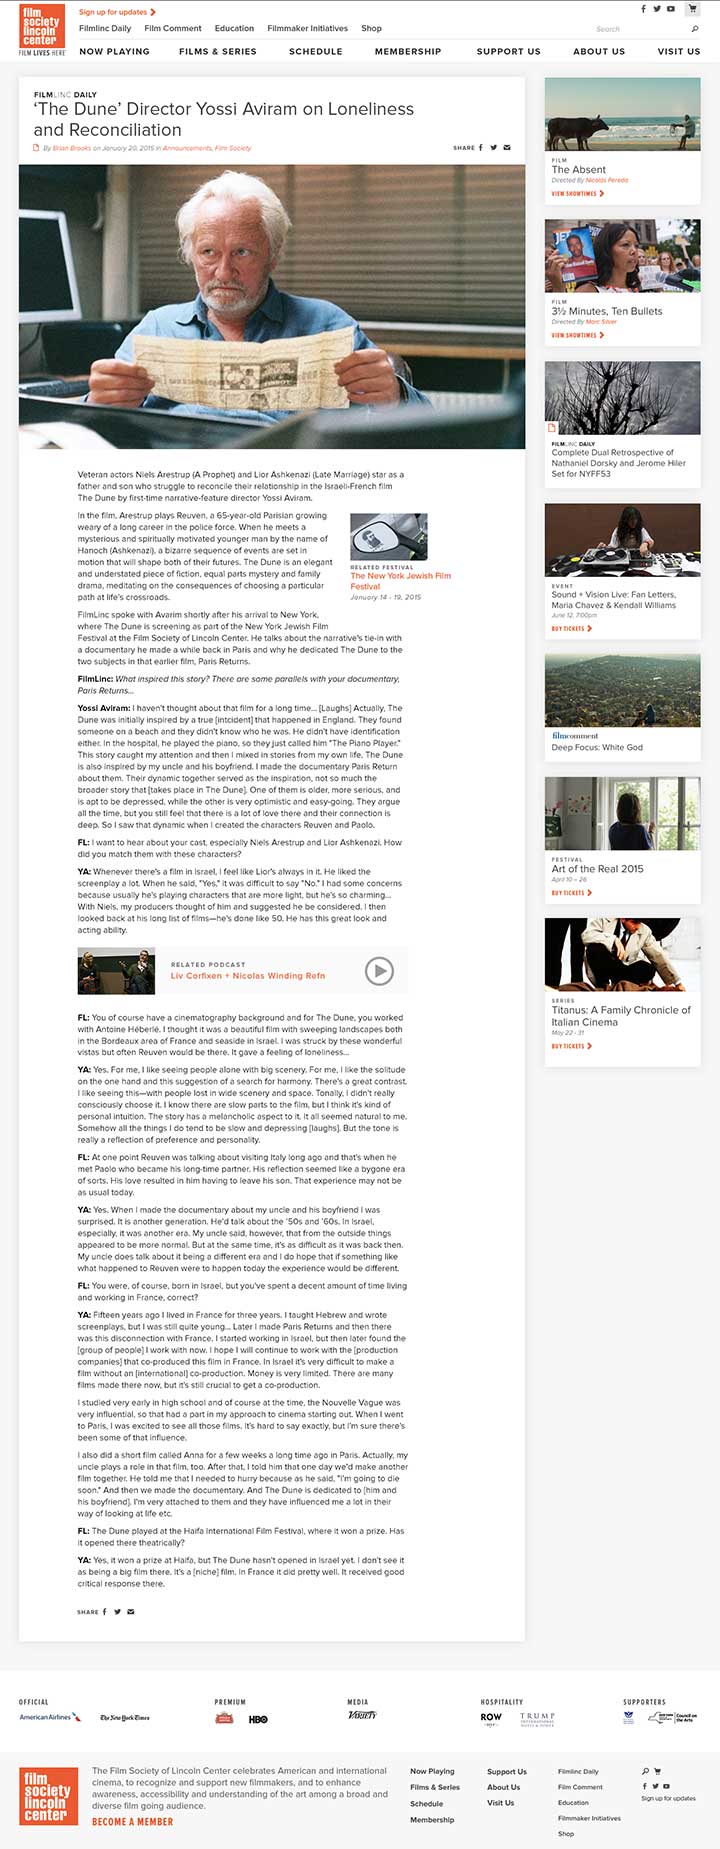 film
society
lincoln
center
FILM LIVES HERE
Sign up for updates
Filmlinc Daily Film Comment Education Filmmaker Initiatives Shop
Search
NOW PLAYING FILMS & SERIES SCHEDULE MEMBERSHIP SUPPORT US ABOUT US VISIT US
FILMLINC DAILY
‘The Dune’ Director Yossi Aviram on Loneliness
and Reconciliation
By Brian Brooks on January 20, 2015 in Announcements, Film Society
SHARE
Veteran actors Niels Arestrup (A Prophet) and Lior Ashkenazi (Late Marriage) star as a
father and son who struggle to reconcile their relationship in the Israeli-French film
The Dune by first-time narrative-feature director Yossi Aviram.
In the film, Arestrup plays Reuven, a 65-year-old Parisian growing
weary of a long career in the police force. When he meets a
mysterious and spiritually motivated younger man by the name of
Hanoch (Ashkenazi), a bizarre sequence of events are set in
motion that will shape both of their futures. The Dune is an elegant
and understated piece of fiction, equal parts mystery and family
drama, meditating on the consequences of choosing a particular
path at life's crossroads.
RELATED FESTIVAL
The New York Jewish Film
Festival
January 14 - 19, 2015
FilmLinc spoke with Avarim shortly after his arrival to New York,
where The Dune is screening as part of the New York Jewish Film
Festival at the Film Society of Lincoln Center. He talks about the narrative's tie-in with
a documentary he made a while back in Paris and why he dedicated The Dune to the
two subjects in that earlier film, Paris Returns.
FilmLinc: What inspired this story? There are some parallels with your documentary,
Paris Returns...
Yossi Aviram: I haven't thought about that film for a long time... [Laughs] Actually, The
Dune was initially inspired by a true [intcident] that happened in England. They found
someone on a beach and they didn't know who he was. He didn't have identification
either. In the hospital, he played the piano, so they just called him "The Piano Player."
This story caught my attention and then I mixed in stories from my own life. The Dune
is also inspired by my uncle and his boyfriend. I made the documentary Paris Return
about them. Their dynamic together served as the inspiration, not so much the
broader story that [takes place in The Dune]. One of them is older, more serious, and
is apt to be depressed, while the other is very optimistic and easy-going. They argue
all the time, but you still feel that there is a lot of love there and their connection is
deep. So I saw that dynamic when I created the characters Reuven and Paolo.
FL: I want to hear about your cast, especially Niels Arestrup and Lior Ashkenazi. How
did you match them with these characters?
YA: Whenever there's a film in Israel, I feel like Lior's always in it. He liked the
screenplay a lot. When he said, "Yes," it was difficult to say "No." I had some concerns
because usually he's playing characters that are more light, but he's so charming...
With Niels, my producers thought of him and suggested he be considered. I then
looked back at his long list of films—he's done like 50. He has this great look and
acting ability.
RELATED PODCAST
Liv Corfixen + Nicolas Winding Refn
FL: You of course have a cinematography background and for The Dune, you worked
with Antoine Héberlé. I thought it was a beautiful film with sweeping landscapes both
in the Bordeaux area of France and seaside in Israel. I was struck by these wonderful
vistas but often Reuven would be there. It gave a feeling of loneliness...
YA: Yes. For me, I like seeing people alone with big scenery. For me, I like the solitude
on the one hand and this suggestion of a search for harmony. There's a great contrast.
I like seeing this—with people lost in wide scenery and space. Tonally, I didn't really
consciously choose it. I know there are slow parts to the film, but I think it's kind of
personal intuition. The story has a melancholic aspect to it. It all seemed natural to me.
Somehow all the things I do tend to be slow and depressing [laughs]. But the tone is
really a reflection of preference and personality.
FL: At one point Reuven was talking about visiting Italy long ago and that's when he
met Paolo who became his long-time partner. His reflection seemed like a bygone era
of sorts. His love resulted in him having to leave his son. That experience may not be
as usual today.
YA: Yes. When I made the documentary about my uncle and his boyfriend I was
surprised. It is another generation. He'd talk about the '50s and '60s. In Israel,
especially, it was another era. My uncle said, however, that from the outside things
appeared to be more normal. But at the same time, it's as difficult as it was back then.
My uncle does talk about it being a different era and I do hope that if something like
what happened to Reuven were to happen today the experience would be different.
FL: You were, of course, born in Israel, but you've spent a decent amount of time living
and working in France, correct?
YA: Fifteen years ago I lived in France for three years. I taught Hebrew and wrote
screenplays, but I was still quite young... Later I made Paris Returns and then there
was this disconnection with France. I started working in Israel, but then later found the
[group of people] I work with now. I hope I will continue to work with the [production
companies] that co-produced this film in France. In Israel it's very difficult to make a
film without an [international] co-production. Money is very limited. There are many
films made there now, but it's still crucial to get a co-production.
I studied very early in high school and of course at the time, the Nouvelle Vague was
very influential, so that had a part in my approach to cinema starting out. When I went
to Paris, I was excited to see all those films. It's hard to say exactly, but I'm sure there's
been some of that influence.
I also did a short film called Anna for a few weeks a long time ago in Paris. Actually, my
uncle plays a role in that film, too. After that, I told him that one day we'd make another
film together. He told me that I needed to hurry because as he said, "I'm going to die
soon." And then we made the documentary. And The Dune is dedicated to [him and
his boyfriend]. I'm very attached to them and they have influenced me a lot in their
way of looking at life etc.
FL: The Dune played at the Haifa International Film Festival, where it won a prize. Has
it opened there theatrically?
YA: Yes, it won a prize at Haifa, but The Dune hasn't opened in Israel yet. I don't see it
as being a big film there. It's a [niche] film. In France it did pretty well. It received good
critical response there.
SHARE
FILM
The Absent
Directed By Nicolás Pereda
VIEW SHOWTIMES
FILM
3½ Minutes, Ten Bullets
Directed By Marc Silver
VIEW SHOWTIMES
FILMLINC DAILY
Complete Dual Retrospective of
Nathaniel Dorsky and Jerome Hiler
Set for NYFF53
EVENT
Sound + Vision Live: Fan Letters,
Maria Chavez & Kendall Williams
June 12, 7:00pm
BUY TICKETS
filmcomment
Deep Focus: White God
FESTIVAL
Art of the Real 2015
April 10 – 26
BUY TICKETS
SERIES
Titanus: A Family Chronicle of
Italian Cinema
May 22 - 31
BUY TICKETS
OFFICIAL PREMIUM MEDIA HOSPITALITY SUPPORTERS
American Airlines The New York Times HBO VARIETY ROW NYC TRUMP Council on
the Arts
film
society
lincoln
center
The Film Society of Lincoln Center celebrates American and international
cinema, to recognize and support new filmmakers, and to enhance
awareness, accessibility and understanding of the art among a broad and
diverse film going audience.
BECOME A MEMBER
Now Playing
Films & Series
Schedule
Membership
Support Us
About Us
Visit Us
Filmlinc Daily
Film Comment
Education
Filmmaker Initiatives
Shop
Sign up for updates